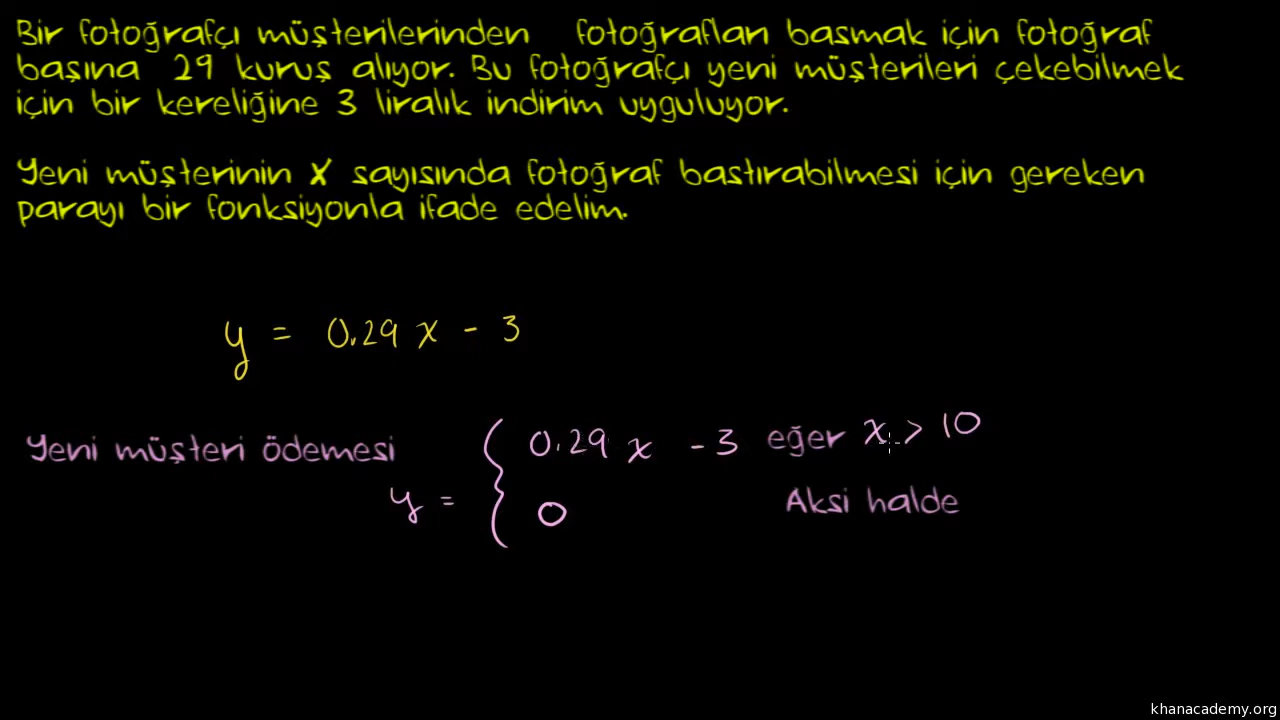 Bir fotoğrafçı müşterilerinden fotoğrafları basmak için fotoğraf
başına 29 kuruş alıyor. Bu fotoğrafçı yeni müşterileri çekebilmek
için bir kereliğine 3 liralık indirim uyguluyor.
Yeni müşterinin X sayısında fotoğraf bastırabilmesi için gereken
parayı bir fonksiyonla ifade edelim.
y = 0.29 x - 3
Yeni müşteri ödemesi
y = { 0.29 x - 3 eğer x > 10
0 Aksi halde
khanacademy.org